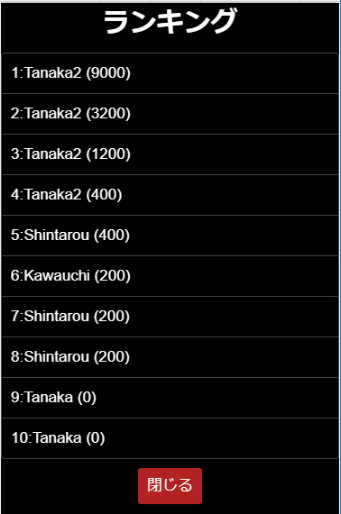 ランキング
1:Tanaka2 (9000)
2:Tanaka2 (3200)
3:Tanaka2 (1200)
4:Tanaka2 (400)
5:Shintarou (400)
6:Kawauchi (200)
7:Shintarou (200)
8:Shintarou (200)
9:Tanaka (0)
10:Tanaka (0)
閉じる